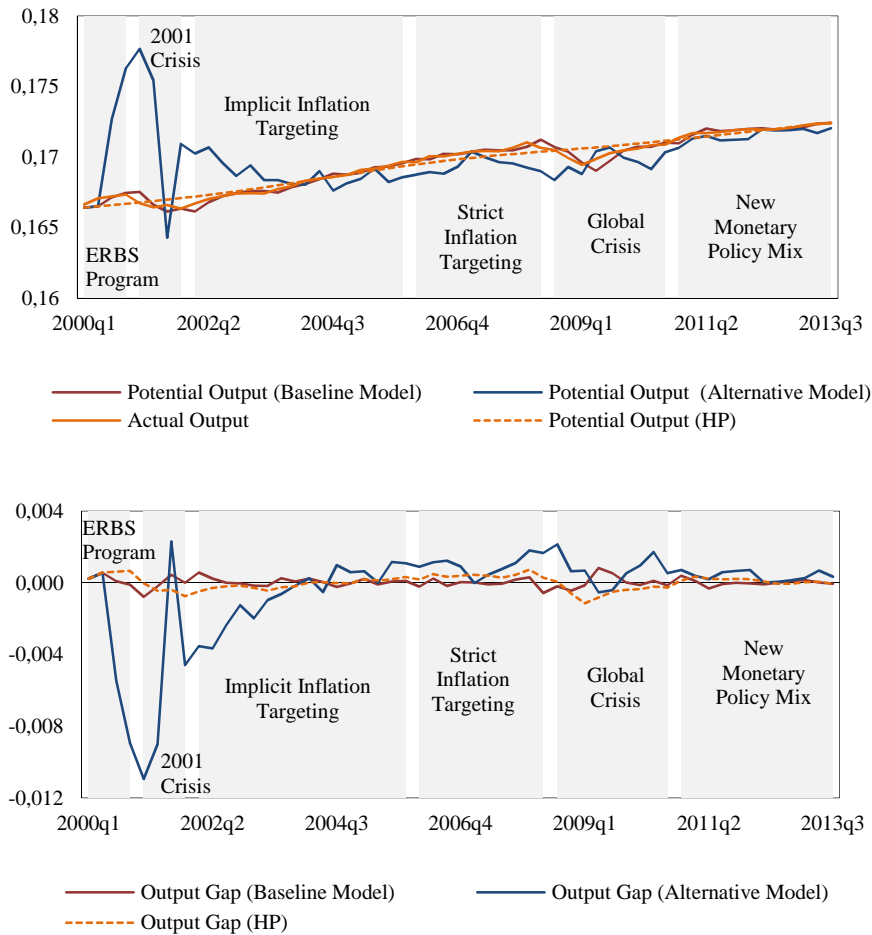 0,18
0,175
0,17
0,165
0,16
2001
Crisis
Implicit Inflation
Targeting
ERBS
Program
Strict
Inflation
Targeting
Global
Crisis
New
Monetary
Policy Mix
2000q1 2002q2 2004q3 2006q4 2009q1 2011q2 2013q3
Potential Output (Baseline Model) Potential Output (Alternative Model)
Actual Output Potential Output (HP)
0,004
0,000
-0,004
-0,008
-0,012
ERBS
Program
2001
Crisis
Implicit Inflation
Targeting
Strict
Inflation
Targeting
Global
Crisis
New
Monetary
Policy Mix
2000q1 2002q2 2004q3 2006q4 2009q1 2011q2 2013q3
Output Gap (Baseline Model) Output Gap (Alternative Model)
Output Gap (HP)